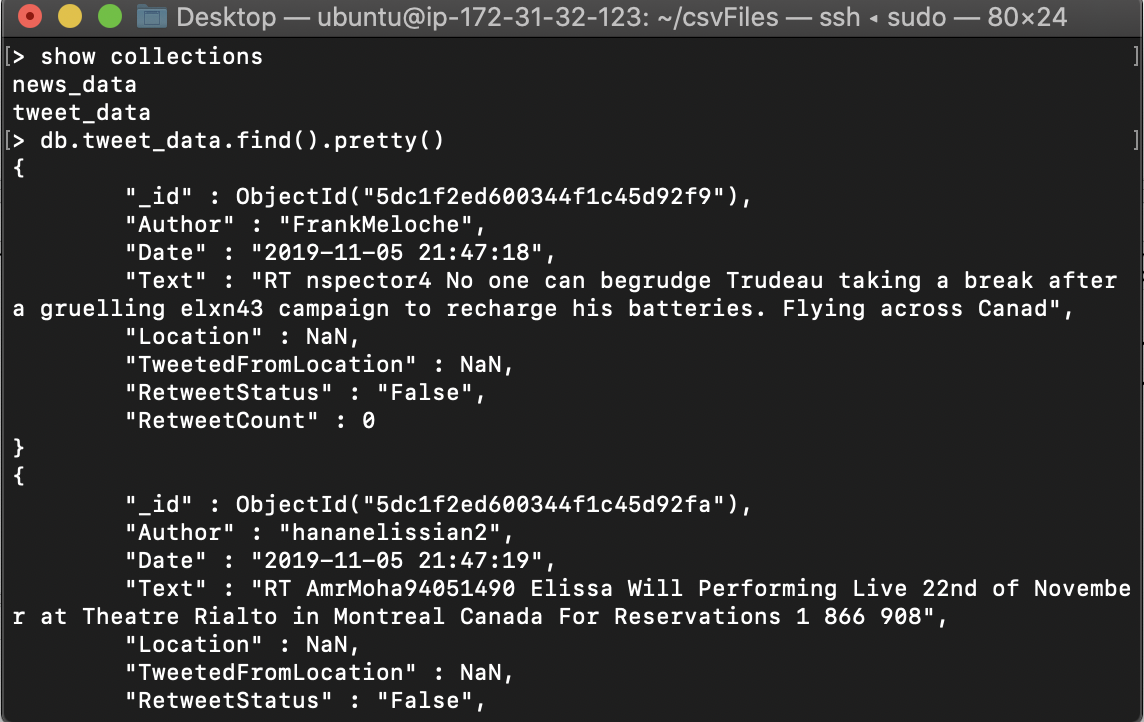 Desktop — ubuntu@ip-172-31-32-123: ~/csvFiles — ssh ◂ sudo — 80×24
[> show collections ]
news_data
tweet_data
[> db.tweet_data.find().pretty() ]
{
"_id" : ObjectId("5dc1f2ed600344f1c45d92f9"),
"Author" : "FrankMeloche",
"Date" : "2019-11-05 21:47:18",
"Text" : "RT nspector4 No one can begrudge Trudeau taking a break after
a gruelling elxn43 campaign to recharge his batteries. Flying across Canad",
"Location" : NaN,
"TweetedFromLocation" : NaN,
"RetweetStatus" : "False",
"RetweetCount" : 0
}
{
"_id" : ObjectId("5dc1f2ed600344f1c45d92fa"),
"Author" : "hananelissian2",
"Date" : "2019-11-05 21:47:19",
"Text" : "RT AmrMoha94051490 Elissa Will Performing Live 22nd of Novembe
r at Theatre Rialto in Montreal Canada For Reservations 1 866 908",
"Location" : NaN,
"TweetedFromLocation" : NaN,
"RetweetStatus" : "False",